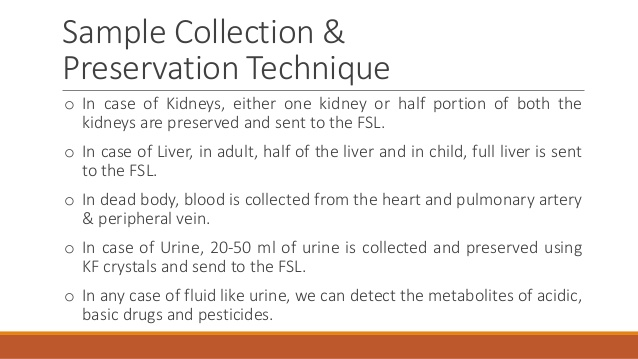 Sample Collection &
Preservation Technique
o In case of Kidneys, either one kidney or half portion of both the
kidneys are preserved and sent to the FSL.
o In case of Liver, in adult, half of the liver and in child, full liver is sent
to the FSL.
o In dead body, blood is collected from the heart and pulmonary artery
& peripheral vein.
o In case of Urine, 20-50 ml of urine is collected and preserved using
KF crystals and send to the FSL.
o In any case of fluid like urine, we can detect the metabolites of acidic,
basic drugs and pesticides.